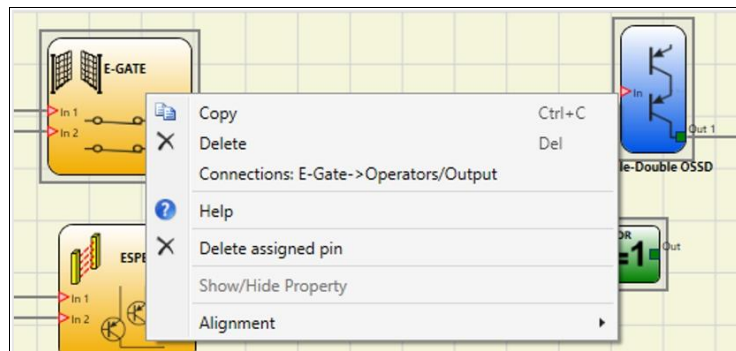 E-GATE
In 1
In 2
Copy Ctrl+C
Delete Del
Connections: E-Gate->Operators/Output
Help
Delete assigned pin
Show/Hide Property
Alignment
In
Out 1
le-Double OSSD
ESPE
In 1
In 2
OR
=1
Out